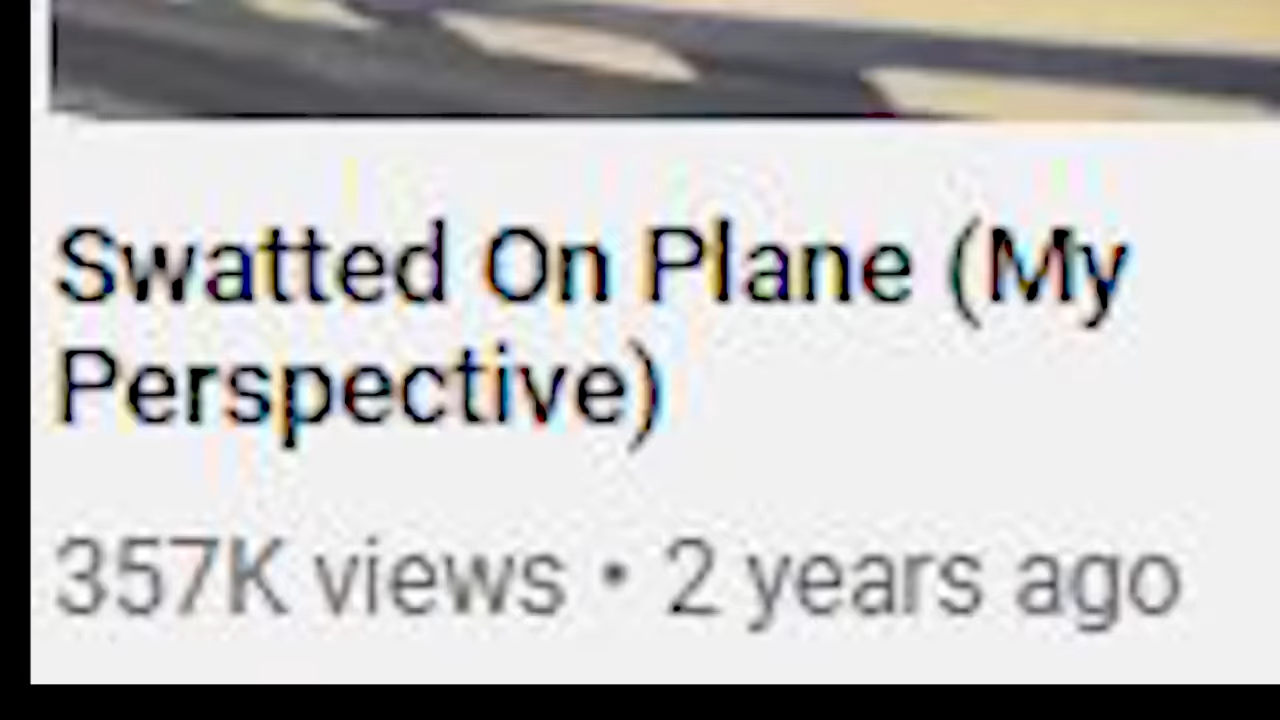 Swatted On Plane (My
Perspective)
357K views • 2 years ago